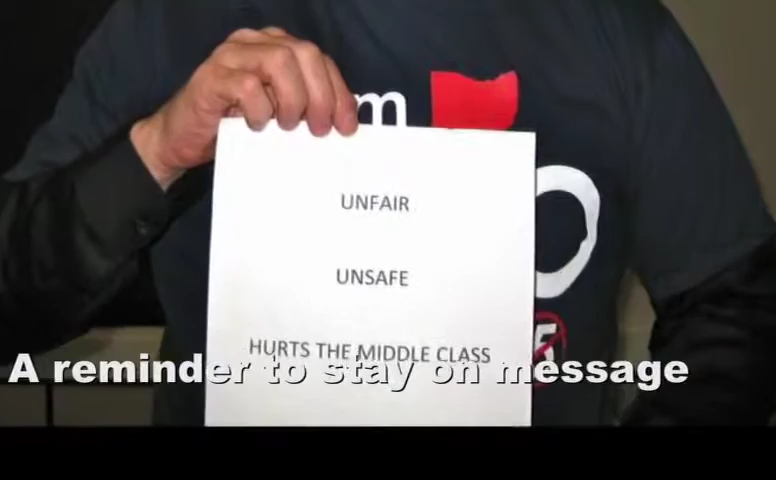 m
UNFAIR
UNSAFE
HURTS THE MIDDLE CLASS
A reminder to stay on message